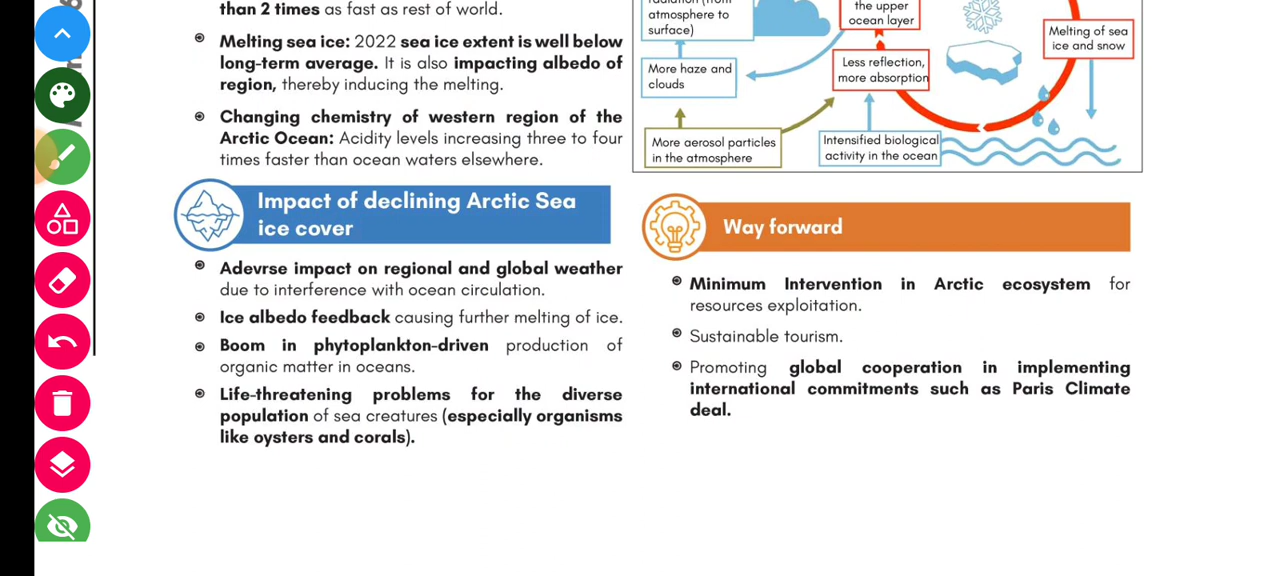 than 2 times as fast as rest of world.
Melting sea ice: 2022 sea ice extent is well below
long-term average. It is also impacting albedo of
region, thereby inducing the melting.
Changing chemistry of western region of the
Arctic Ocean: Acidity levels increasing three to four
times faster than ocean waters elsewhere.
Impact of declining Arctic Sea
ice cover
Adevrse impact on regional and global weather
due to interference with ocean circulation.
Ice albedo feedback causing further melting of ice.
Boom in phytoplankton-driven production of
organic matter in oceans.
Life-threatening problems for the diverse
population of sea creatures (especially organisms
like oysters and corals).
radiation (from
atmosphere to
surface)
the upper
ocean layer
Melting of sea
ice and snow
More haze and
clouds
Less reflection,
more absorption
More aerosol particles
in the atmosphere
Intensified biological
activity in the ocean
Way forward
Minimum Intervention in Arctic ecosystem for
resources exploitation.
Sustainable tourism.
Promoting global cooperation in implementing
international commitments such as Paris Climate
deal.